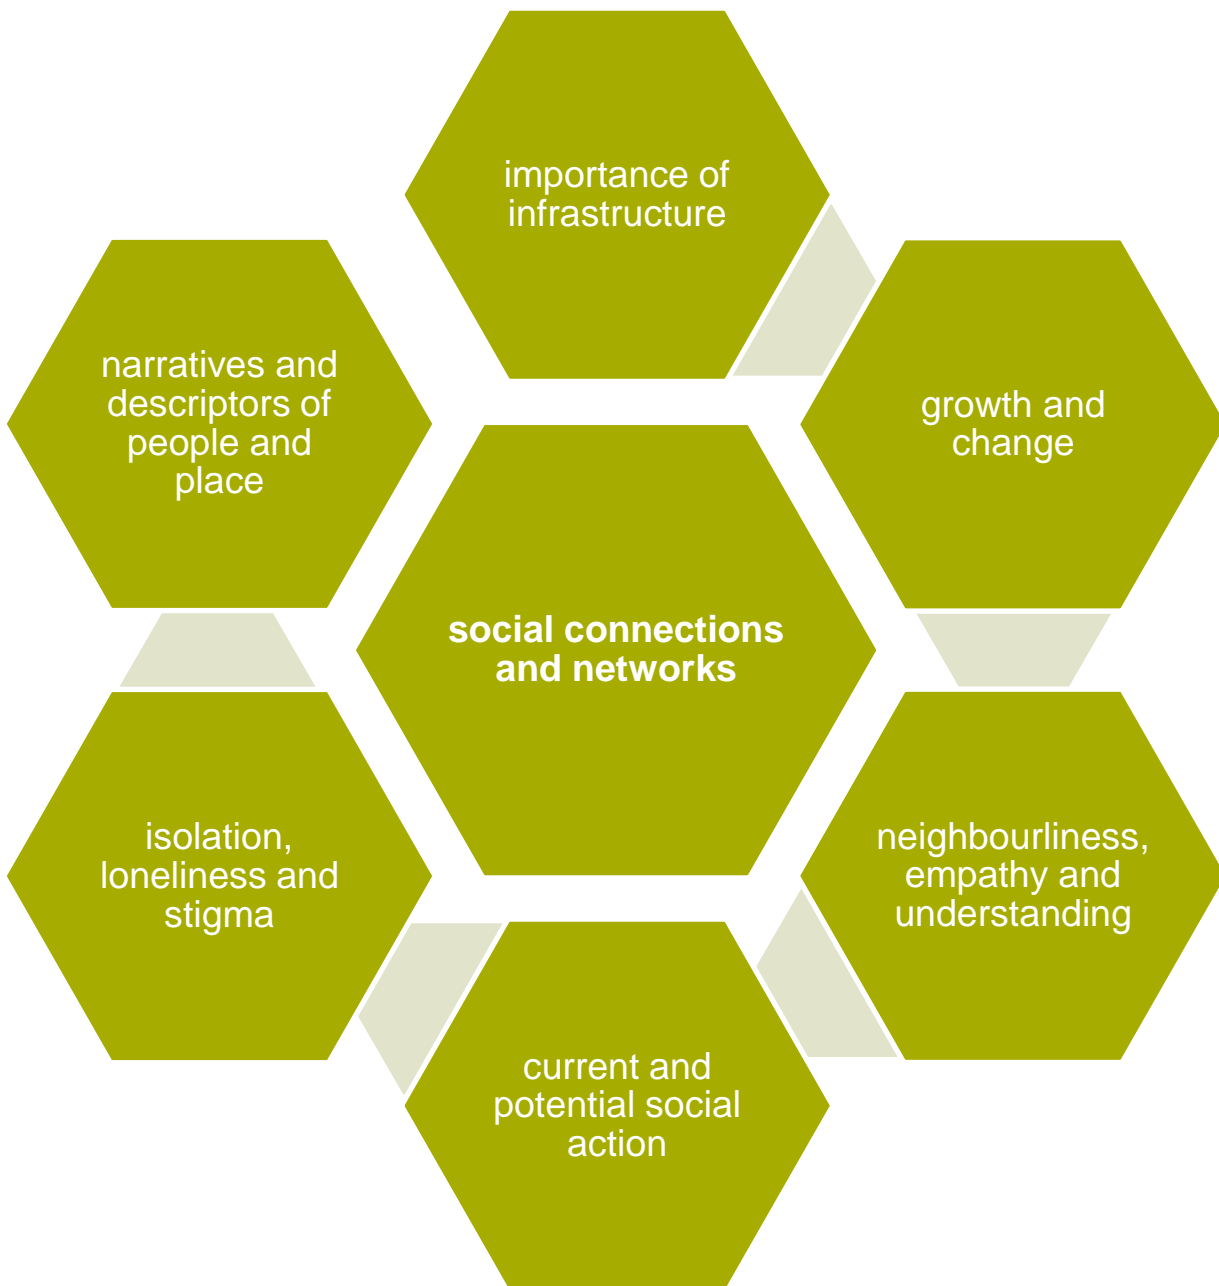 importance of
infrastructure
narratives and
descriptors of
people and
place
growth and
change
social connections
and networks
isolation,
loneliness and
stigma
neighbourliness,
empathy and
understanding
current and
potential social
action